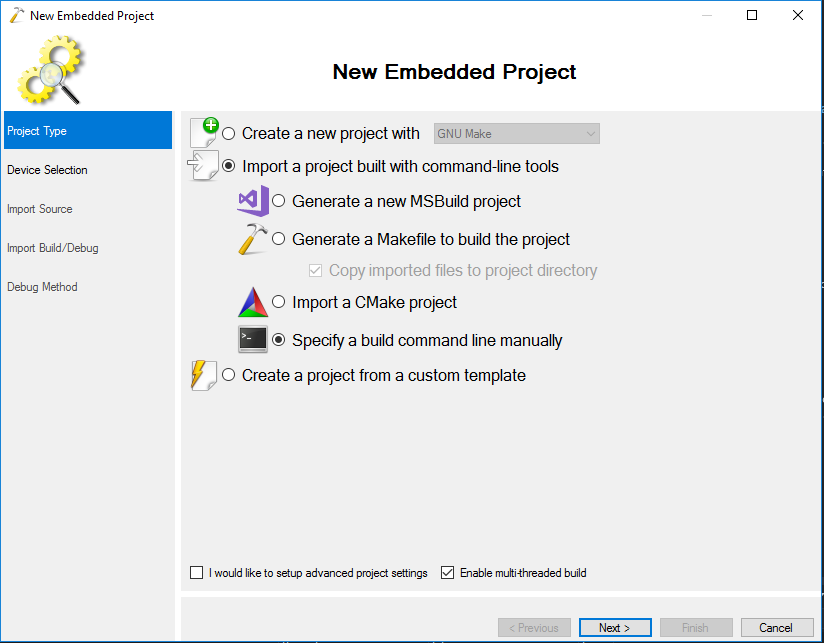 New Embedded Project
New Embedded Project
Project Type
Device Selection
Import Source
Import Build/Debug
Debug Method
Create a new project with GNU Make
Import a project built with command-line tools
Generate a new MSBuild project
Generate a Makefile to build the project
Copy imported files to project directory
Import a CMake project
>_
Specify a build command line manually
Create a project from a custom template
I would like to setup advanced project settings Enable multi-threaded build
< Previous Next > Finish Cancel